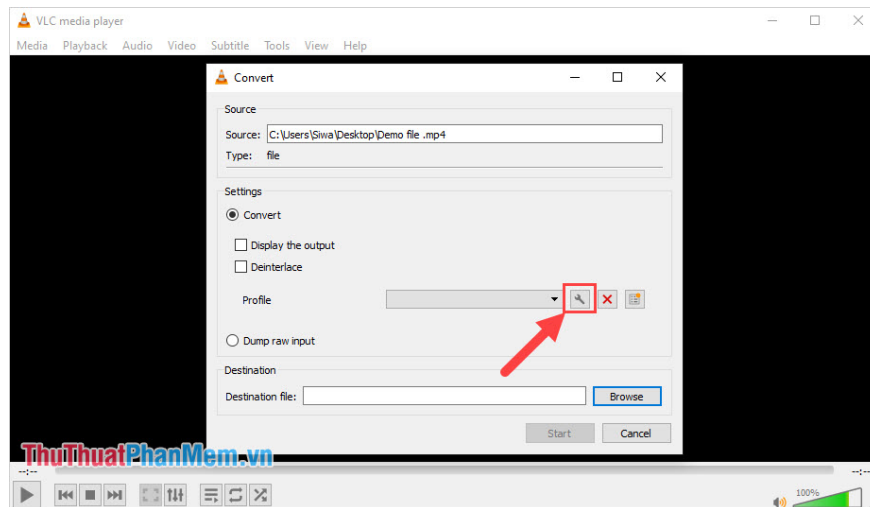 VLC media player
Media Playback Audio Video Subtitle Tools View Help
Convert
Source
Source: C:\Users\Siwa\Desktop\Demo file .mp4
Type: file
Settings
Convert
Display the output
Deinterlace
Profile
Dump raw input
Destination
Destination file: Browse
Start Cancel
ThuThuatPhanMem.vn
--:-- --:--
100%